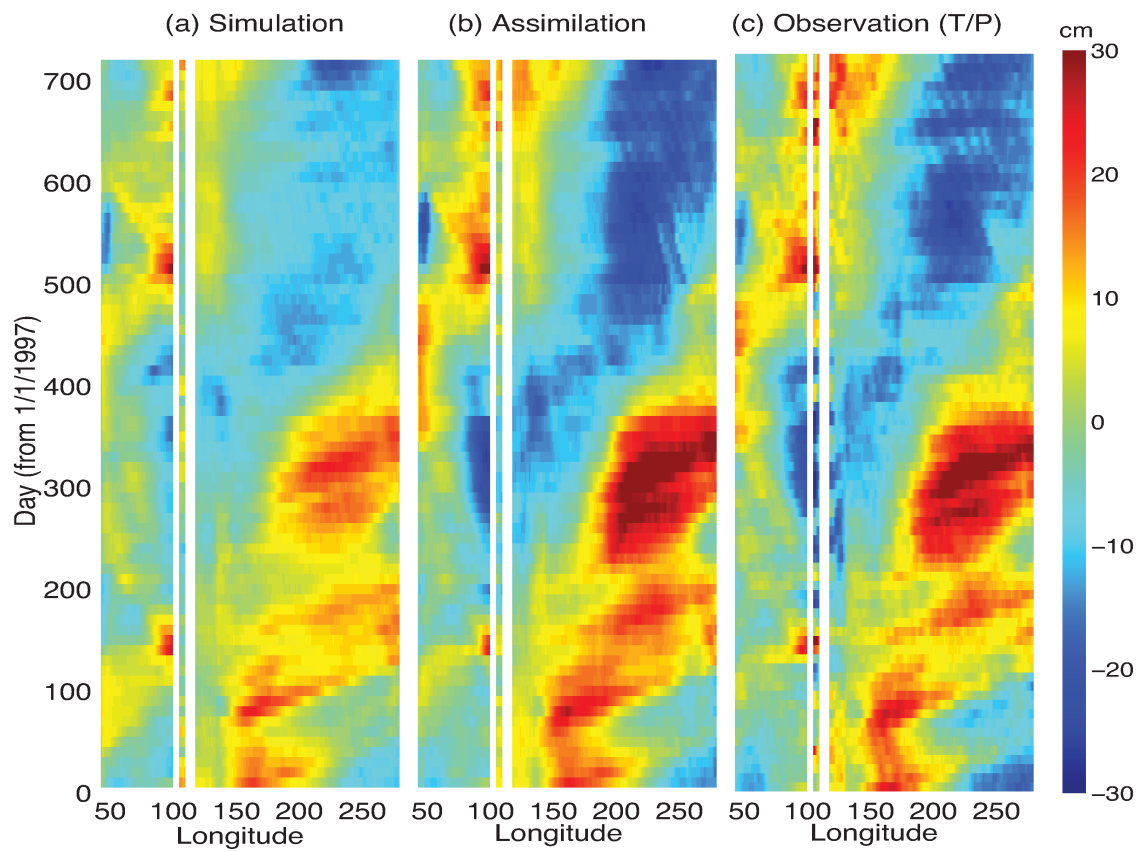 (a) Simulation (b) Assimilation (c) Observation (T/P)
cm
Day (from 1/1/1997)
700
600
500
400
300
200
100
0
50 100 150 200 250
50 100 150 200 250
50 100 150 200 250
Longitude Longitude Longitude
30
20
10
0
−10
−20
−30